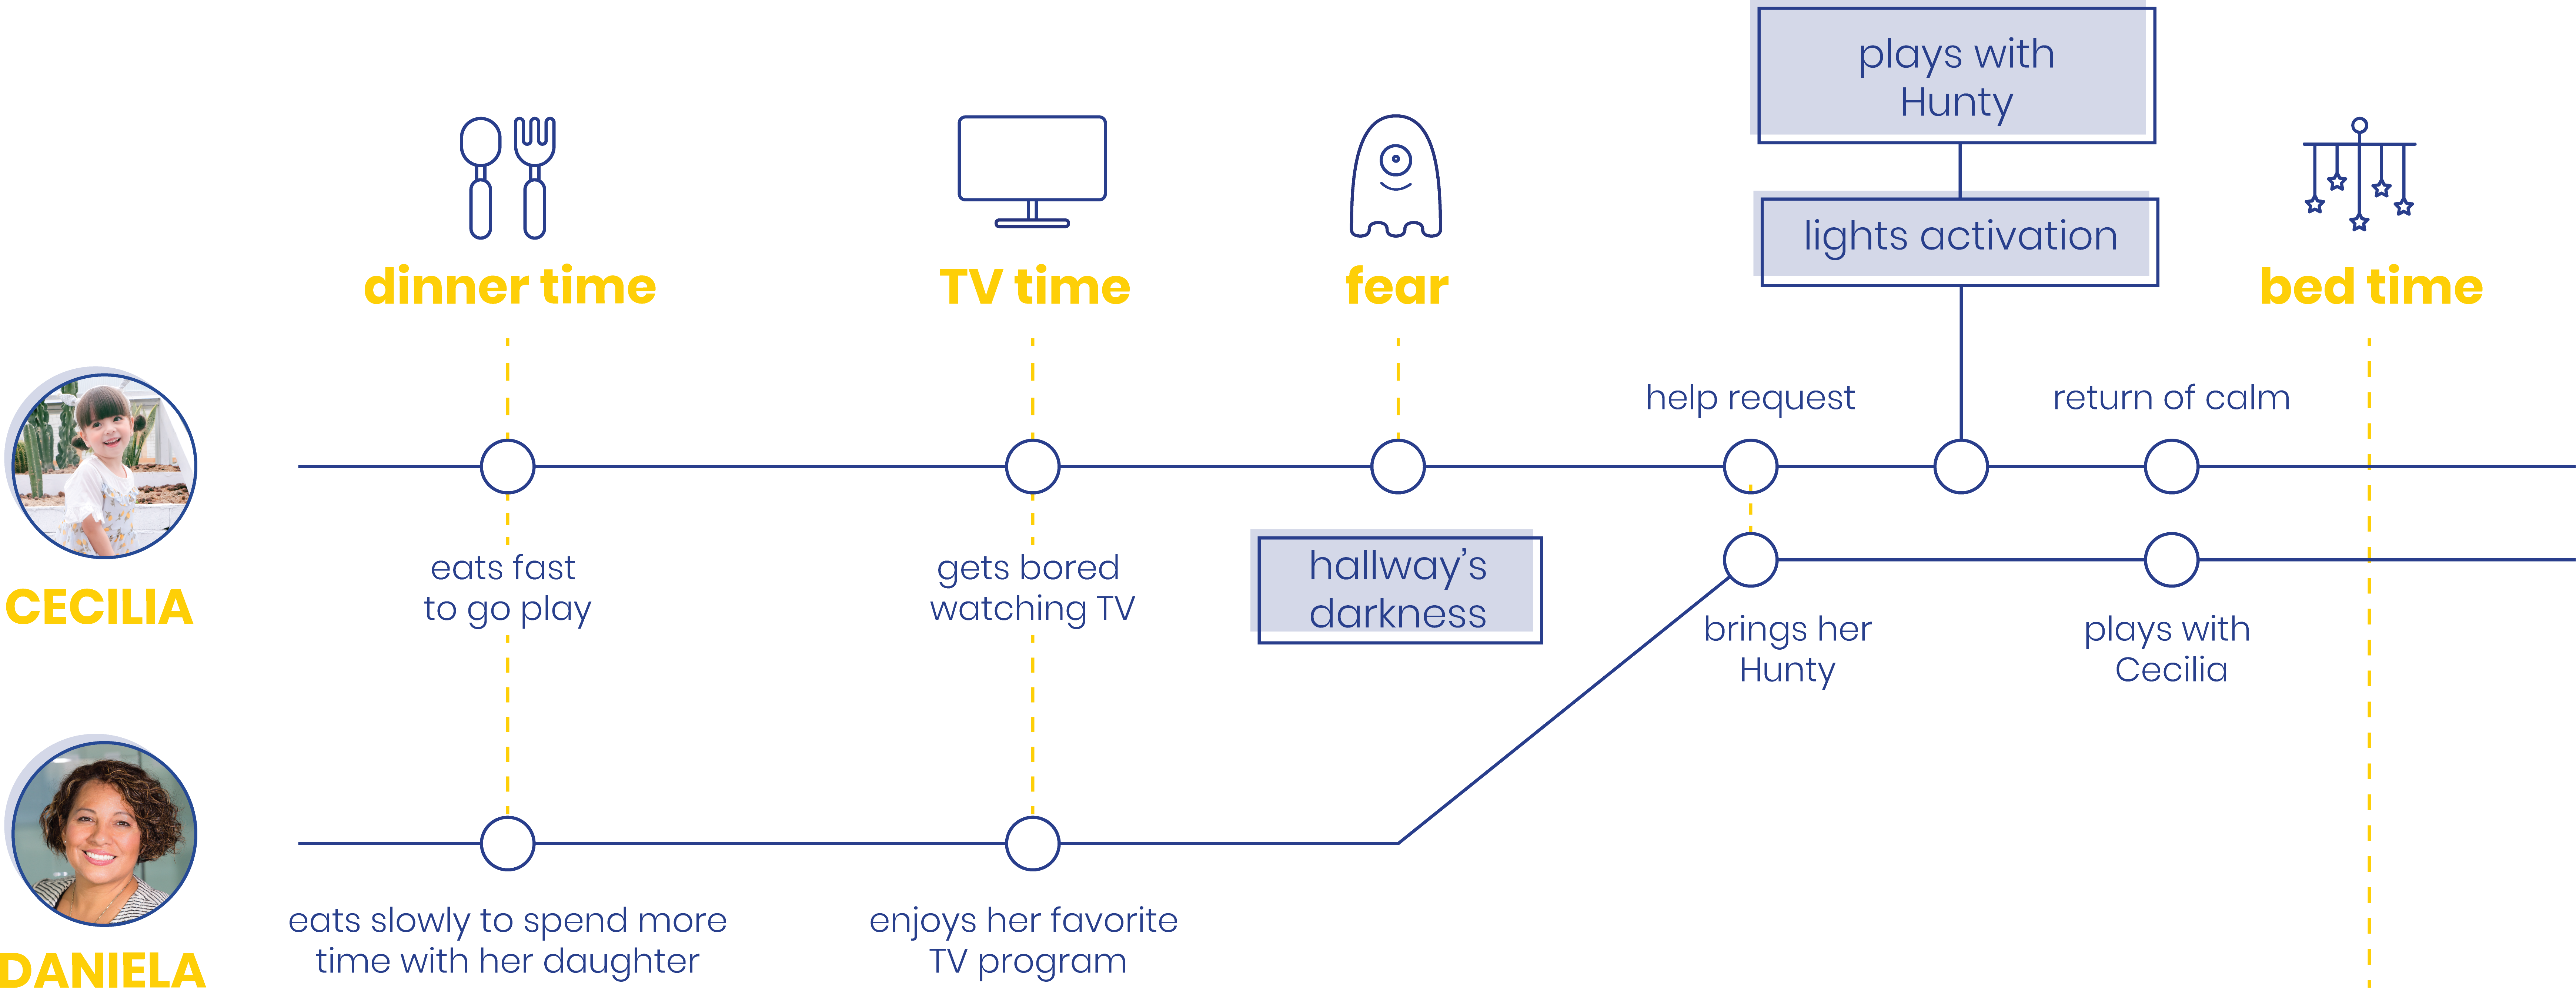 plays with
Hunty
lights activation
dinner time
TV time
fear
bed time
help request
return of calm
CECILIA
eats fast
to go play
gets bored
watching TV
hallway's
darkness
brings her
Hunty
plays with
Cecilia
DANIELA
eats slowly to spend more
time with her daughter
enjoys her favorite
TV program